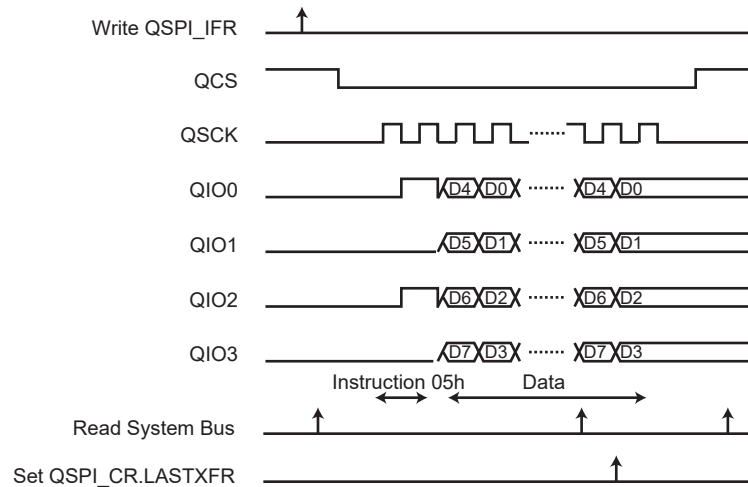 Write QSPI_IFR
QCS
QSCK
QIO0 D4 D0 D4 D0
QIO1 D5 D1 D5 D1
QIO2 D6 D2 D6 D2
QIO3 D7 D3 D7 D3
Instruction 05h Data
Read System Bus
Set QSPI_CR.LASTXFR